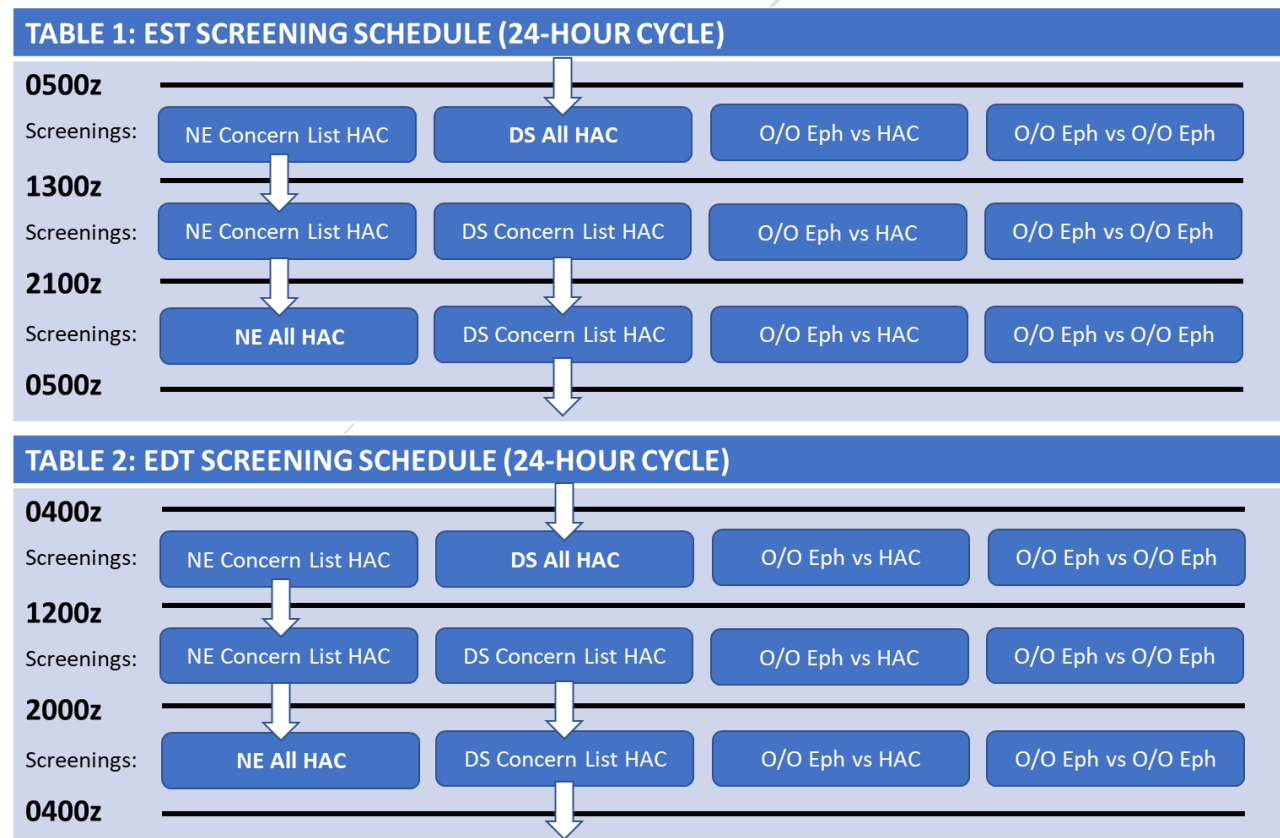 TABLE 1: EST SCREENING SCHEDULE (24-HOUR CYCLE)
0500z
Screenings: NE Concern List HAC DS All HAC O/O Eph vs HAC O/O Eph vs O/O Eph
1300z
Screenings: NE Concern List HAC DS Concern List HAC O/O Eph vs HAC O/O Eph vs O/O Eph
2100z
Screenings: NE All HAC DS Concern List HAC O/O Eph vs HAC O/O Eph vs O/O Eph
0500z
TABLE 2: EDT SCREENING SCHEDULE (24-HOUR CYCLE)
0400z
Screenings: NE Concern List HAC DS All HAC O/O Eph vs HAC O/O Eph vs O/O Eph
1200z
Screenings: NE Concern List HAC DS Concern List HAC O/O Eph vs HAC O/O Eph vs O/O Eph
2000z
Screenings: NE All HAC DS Concern List HAC O/O Eph vs HAC O/O Eph vs O/O Eph
0400z